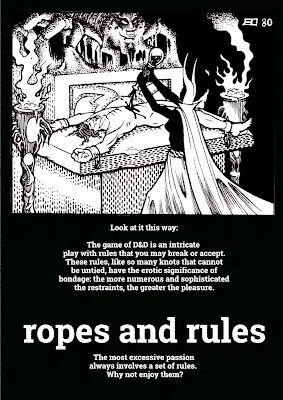 80
Look at it this way:
The game of D&D is an intricate
play with rules that you may break or accept.
These rules, like so many knots that cannot
be untied, have the erotic significance of
bondage: the more numerous and sophisticated
the restraints, the greater the pleasure.
ropes and rules
The most excessive passion
always involves a set of rules.
Why not enjoy them?